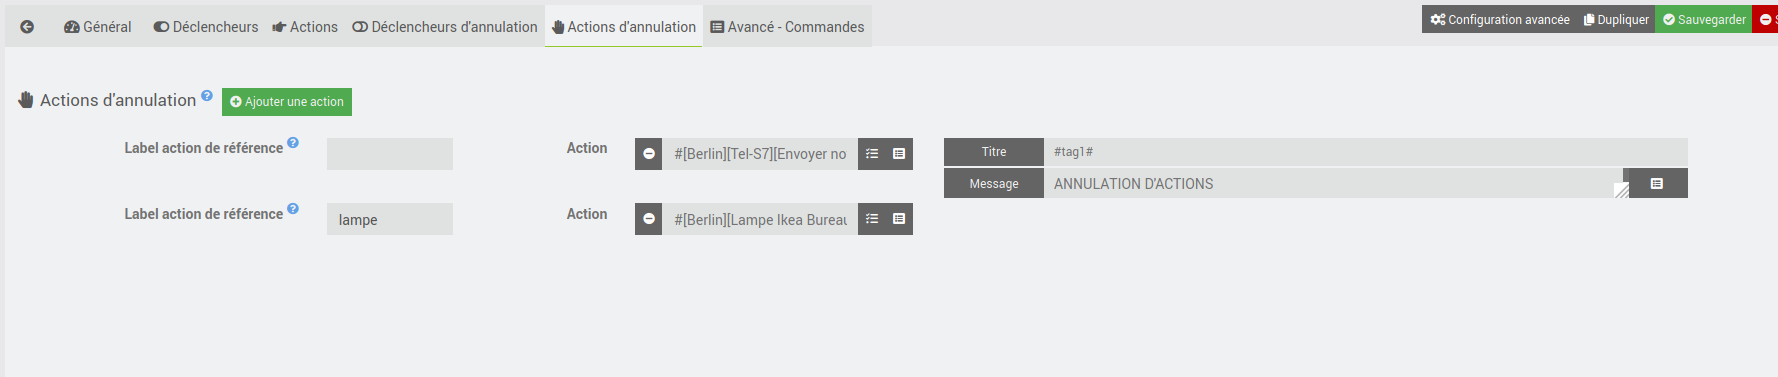 Général Déclencheurs Actions Déclencheurs d'annulation Actions d'annulation Avancé - Commandes
Configuration avancée Dupliquer Sauvegarder
Actions d'annulation ? Ajouter une action
Label action de référence ? Action #[Berlin][Tel-S7][Envoyer no Titre #tag1#
Message ANNULATION D'ACTIONS
Label action de référence ? lampe Action #[Berlin][Lampe Ikea Bureau